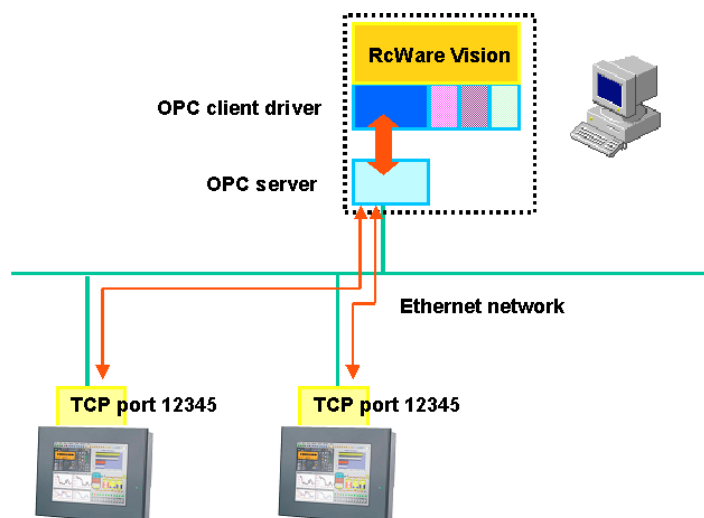 RcWare Vision
OPC client driver
OPC server
Ethernet network
TCP port 12345
TCP port 12345